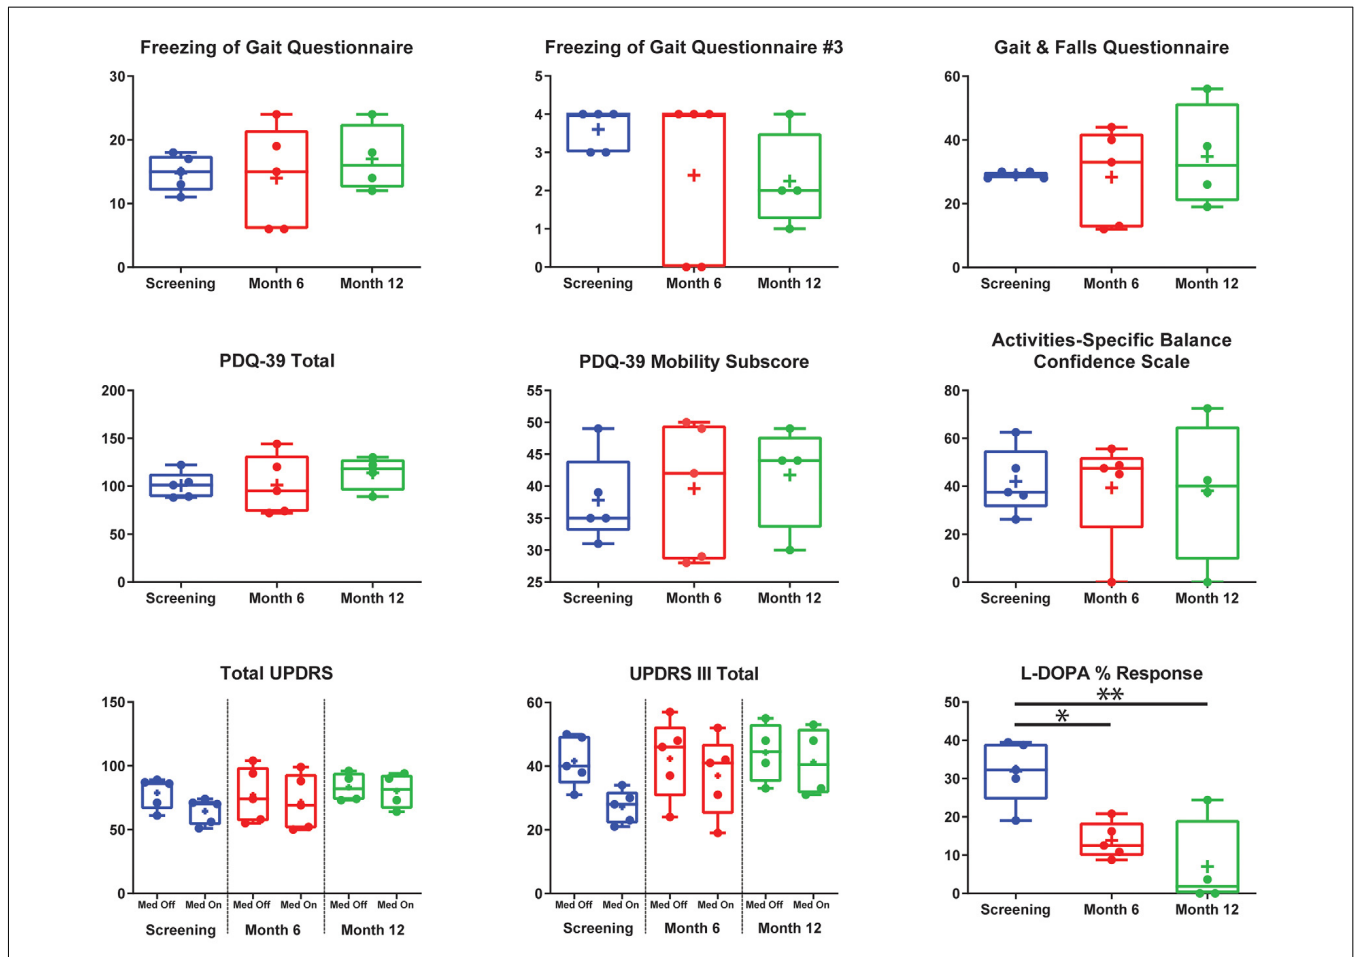 Freezing of Gait Questionnaire
30
20
10
0
Screening Month 6 Month 12
Freezing of Gait Questionnaire #3
5
4
3
2
1
0
Screening Month 6 Month 12
Gait & Falls Questionnaire
60
40
20
0
Screening Month 6 Month 12
PDQ-39 Total
200
150
100
50
0
Screening Month 6 Month 12
PDQ-39 Mobility Subscore
55
50
45
40
35
30
25
Screening Month 6 Month 12
Activities-Specific Balance
Confidence Scale
80
60
40
20
0
Screening Month 6 Month 12
Total UPDRS
150
100
50
0
Med Off Med On Med Off Med On Med Off Med On
Screening Month 6 Month 12
UPDRS III Total
60
40
20
0
Med Off Med On Med Off Med On Med Off Med On
Screening Month 6 Month 12
L-DOPA % Response
**
*
50
40
30
20
10
0
Screening Month 6 Month 12